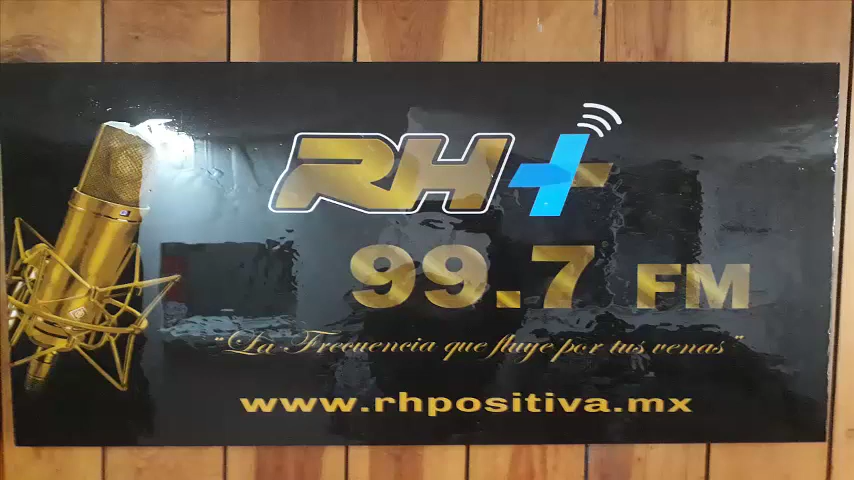 RH+
99.7 FM
"La Frecuencia que fluye por tus venas"
www.rhpositiva.mx